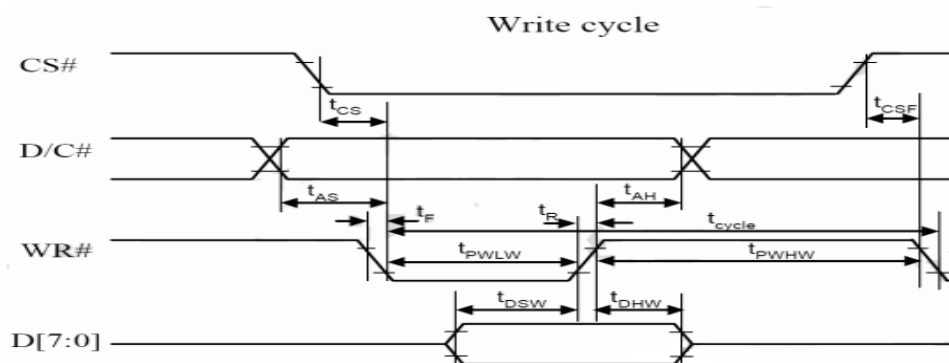 Write cycle
CS#
tCS
tCSF
D/C#
tAS
tAH
tF
tR
tcycle
WR#
tPWLW
tPWHW
tDSW
tDHW
D[7:0]